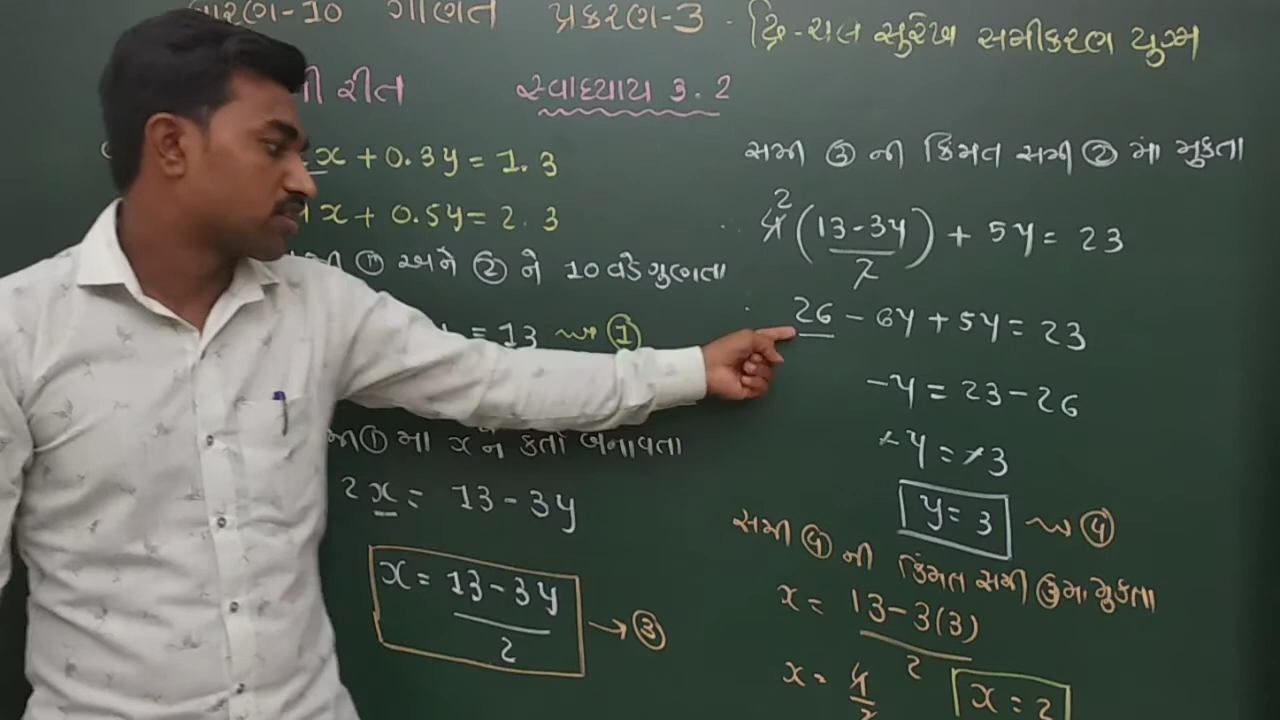 ધોરણ-10 ગણિત પ્રકરણ-3 દ્વિ-ચલ સુરેખ સમીકરણ યુગ્મ
ની રીત સ્વાધ્યાય 3.2
x + 0.3y = 1.3
x + 0.5y = 2.3
① અને ② ને 10 વડે ગુણતા
= 13 ①
① મા x ને કર્તા બનાવતા
2x = 13 - 3y
x = 13 - 3y
2
→ ③
સમી ③ ની કિંમત સમી ② માં મુકતા
4 2 (13 - 3y) + 5y = 23
2
26 - 6y + 5y = 23
-y = 23 - 26
-y = -3
y = 3 ④
સમી ④ ની કિંમત સમી ③ મા મુકતા
x = 13 - 3(3)
2
x = 4
2
x = 2